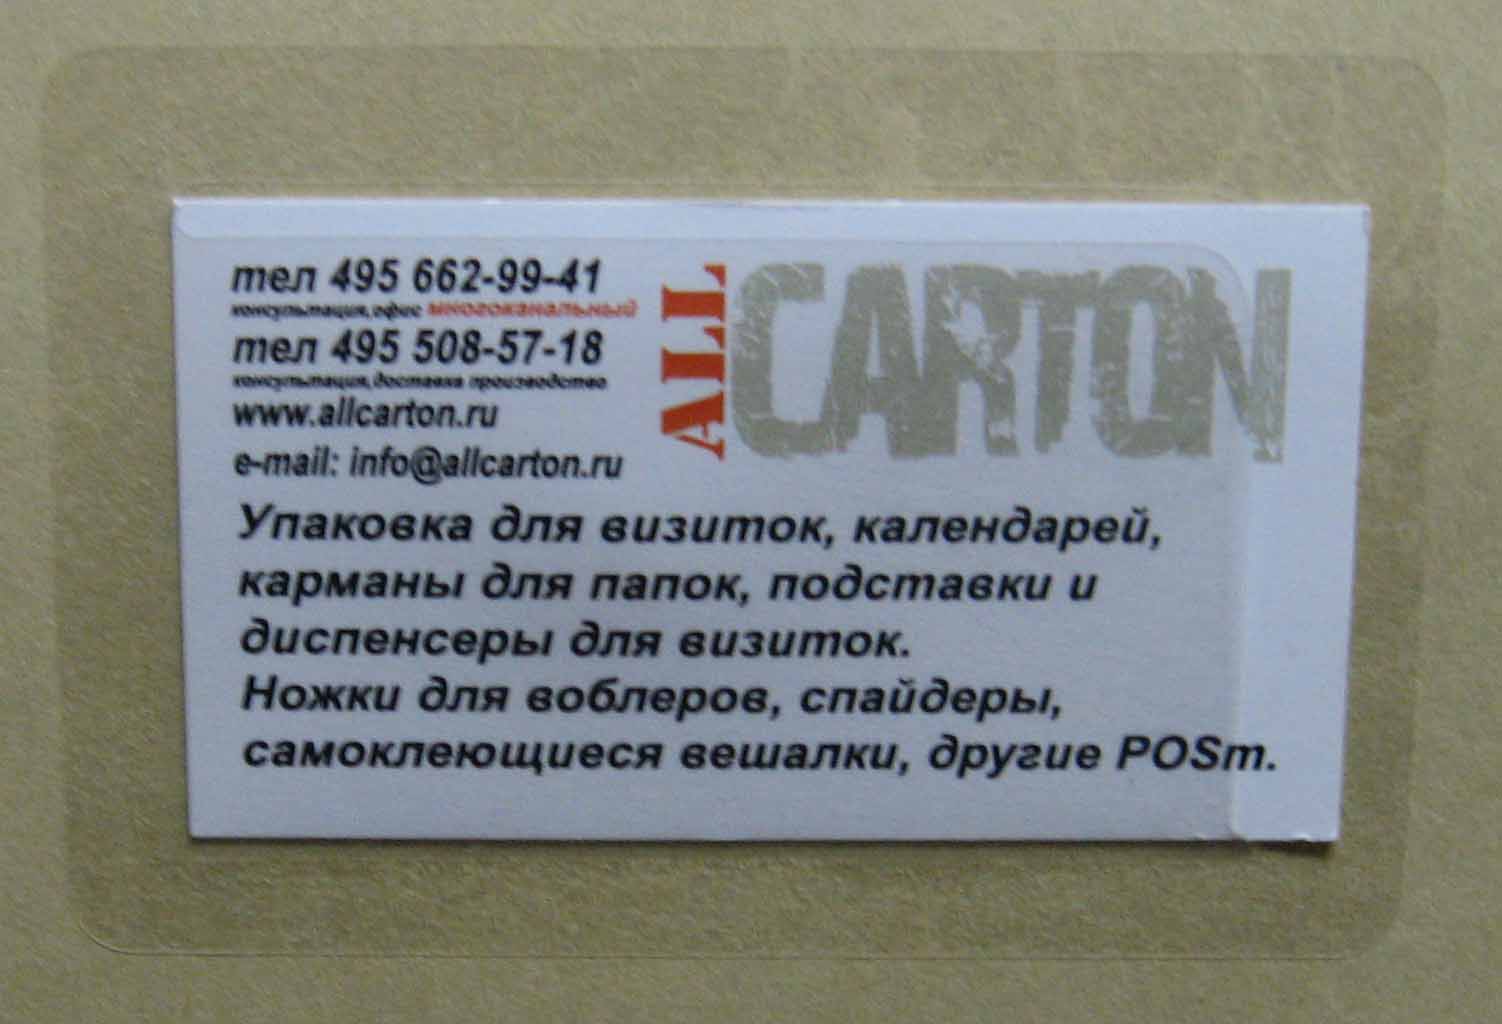 тел 495 662-99-41
консультация, офис многоканальный
тел 495 508-57-18
консультация, доставка производство
www.allcarton.ru
e-mail: info@allcarton.ru
ALL CARTON
Упаковка для визиток, календарей,
карманы для папок, подставки и
диспенсеры для визиток.
Ножки для воблеров, спайдеры,
самоклеющиеся вешалки, другие POSm.